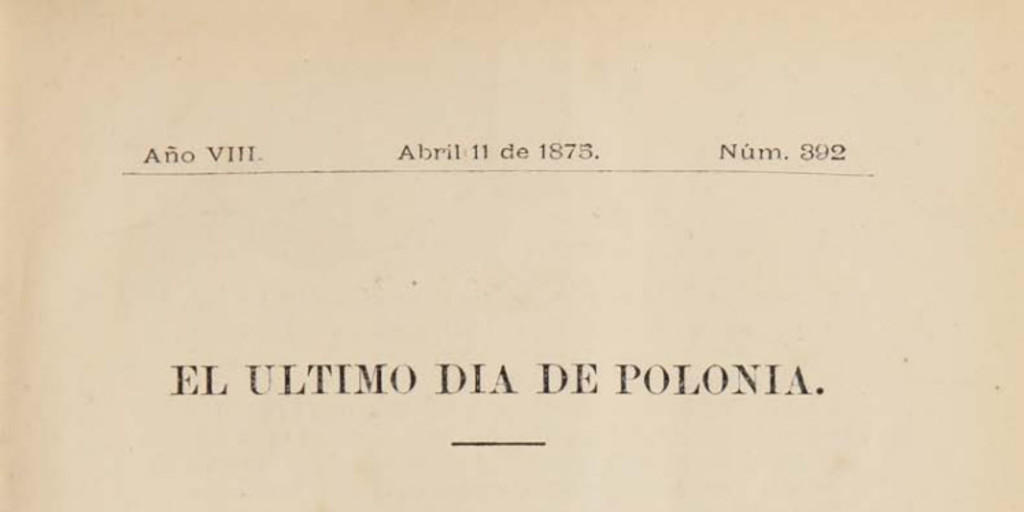 Año VIII. Abril 11 de 1875. Núm. 392
EL ULTIMO DIA DE POLONIA.